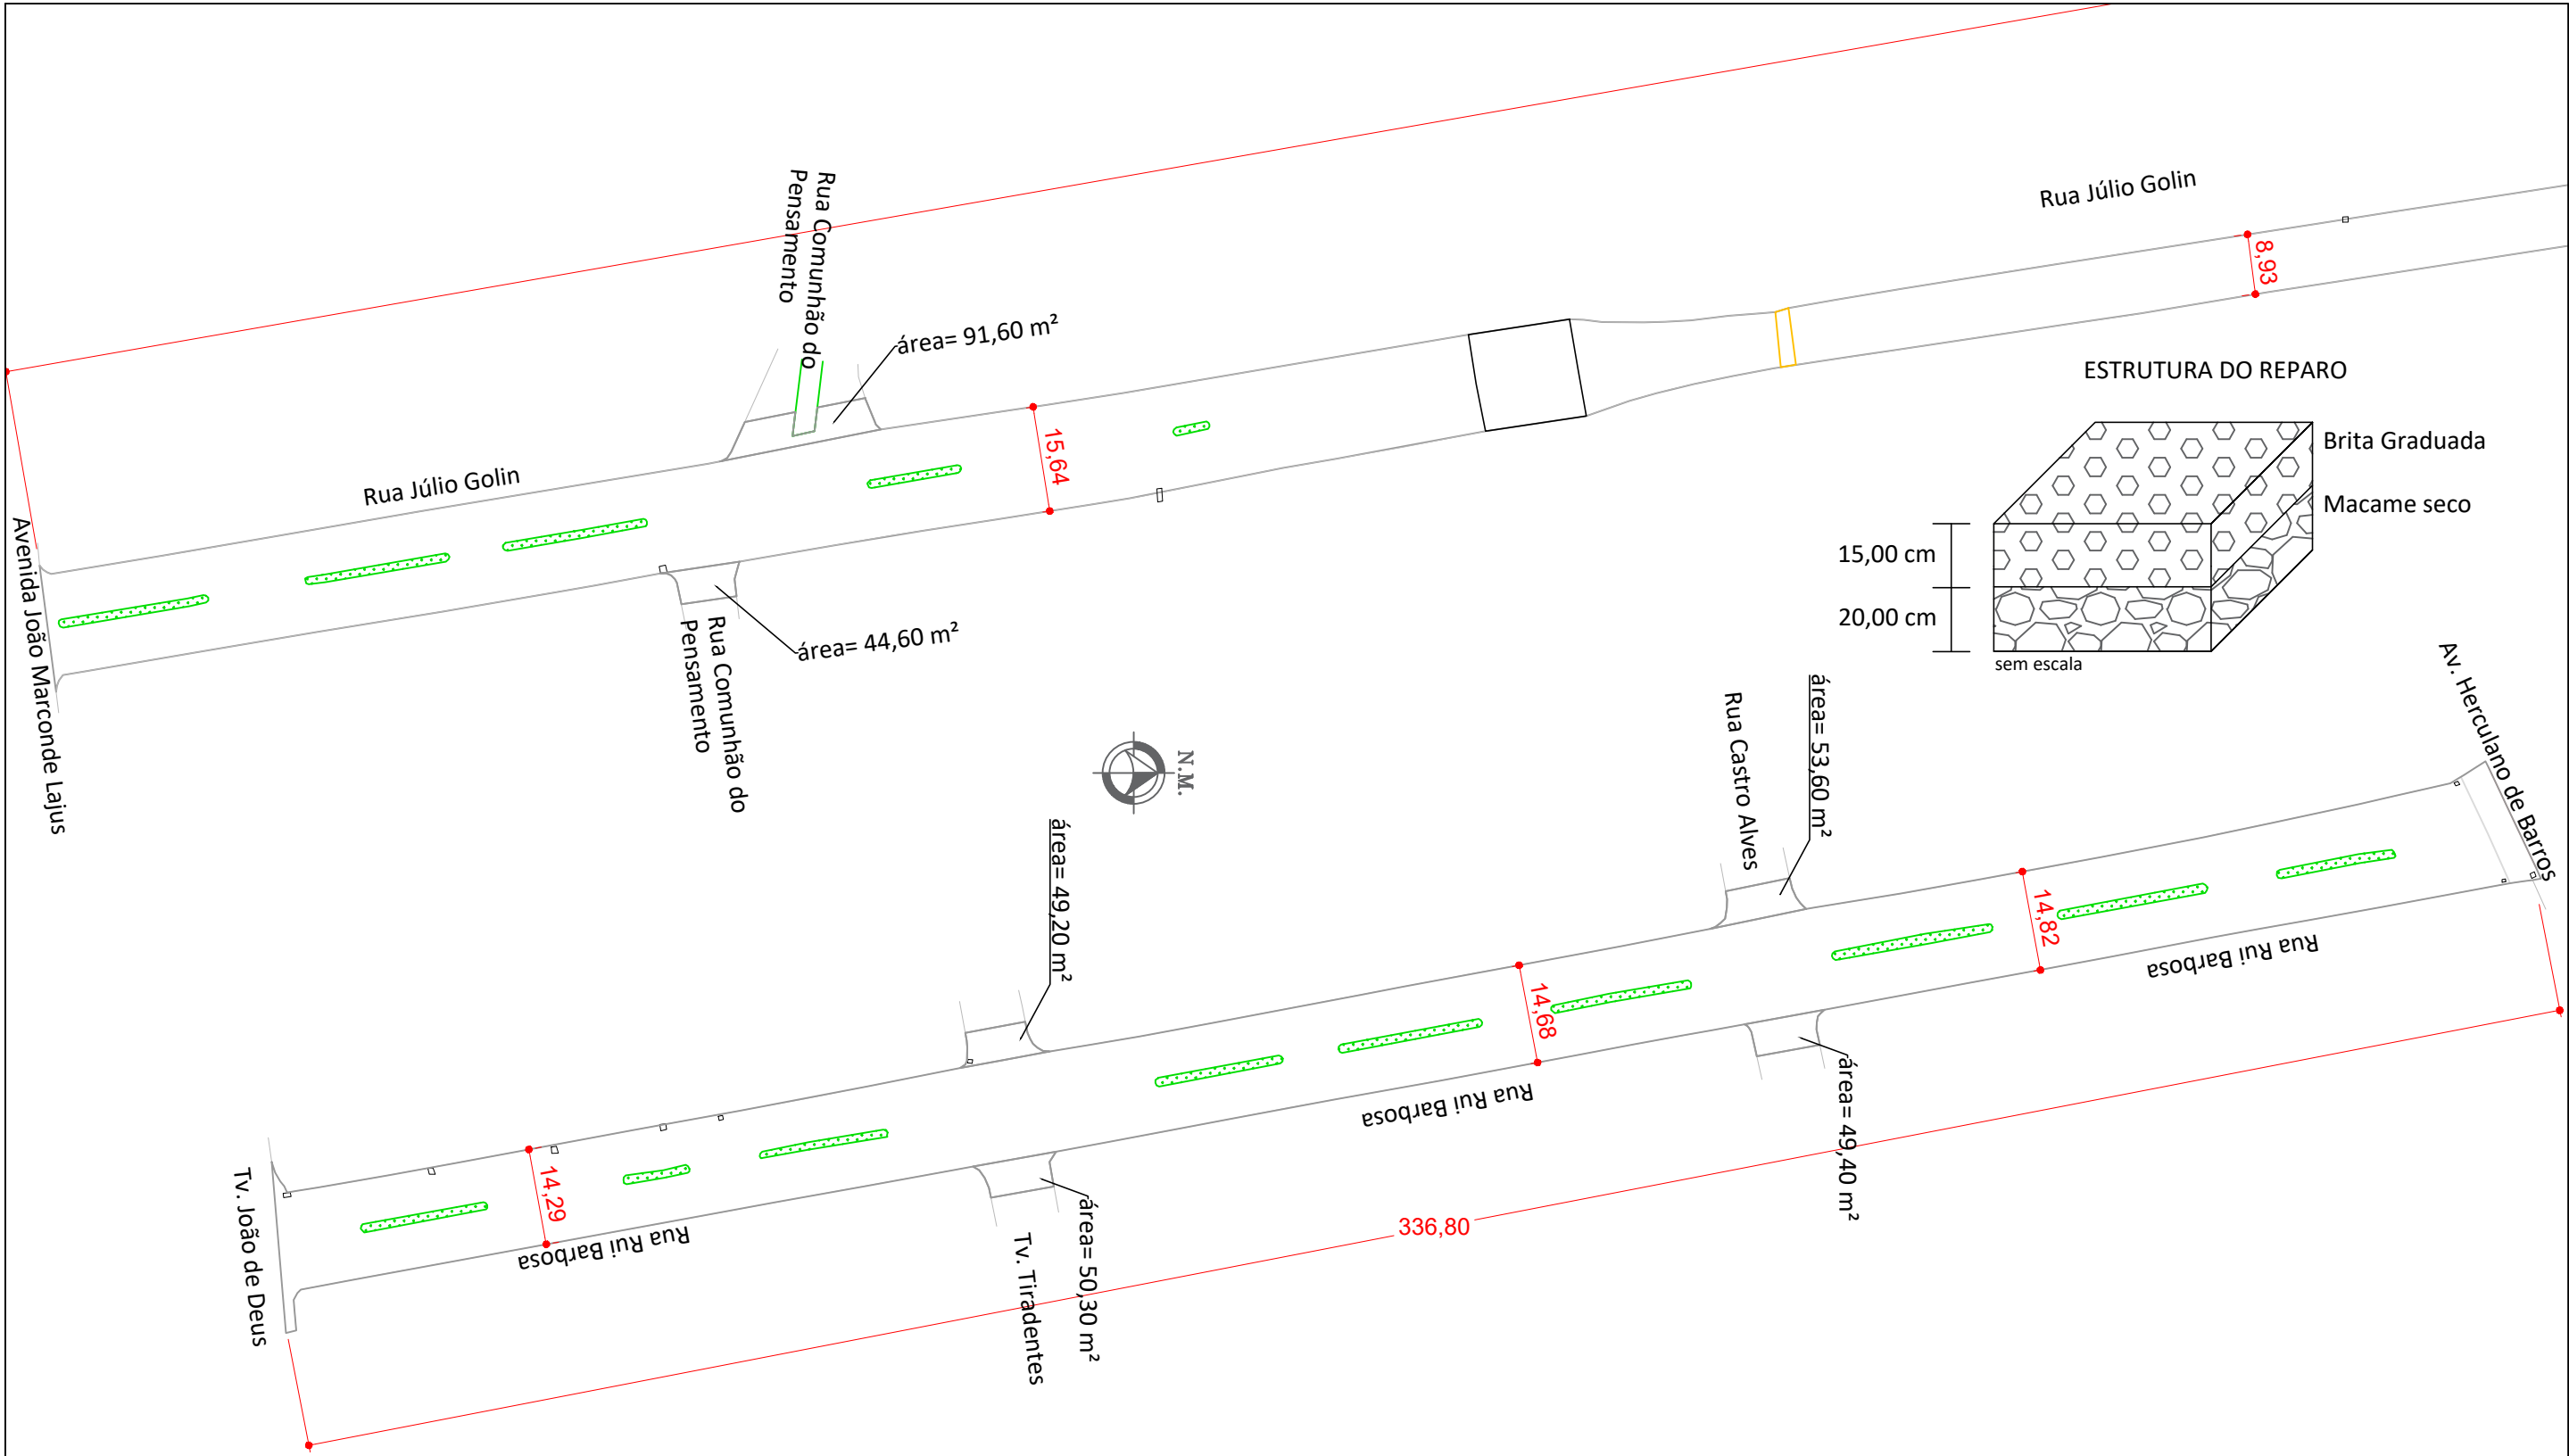 Rua Júlio Golin
8,93
Rua Comunhão do
Pensamento
área= 91,60 m²
ESTRUTURA DO REPARO
Brita Graduada
Macame seco
15,00 cm
20,00 cm
sem escala
15,64
Rua Júlio Golin
Avenida João Marconde Lajus
área= 44,60 m²
Rua Comunhão do
Pensamento
N.M.
Rua Castro Alves
área= 53,60 m²
Av. Herculano de Barros
área= 49,20 m²
14,82
Rua Rui Barbosa
14,68
Rua Rui Barbosa
área= 49,40 m²
14,29
Rua Rui Barbosa
Tv. João de Deus
Tv. Tiradentes
área= 50,30 m²
336,80